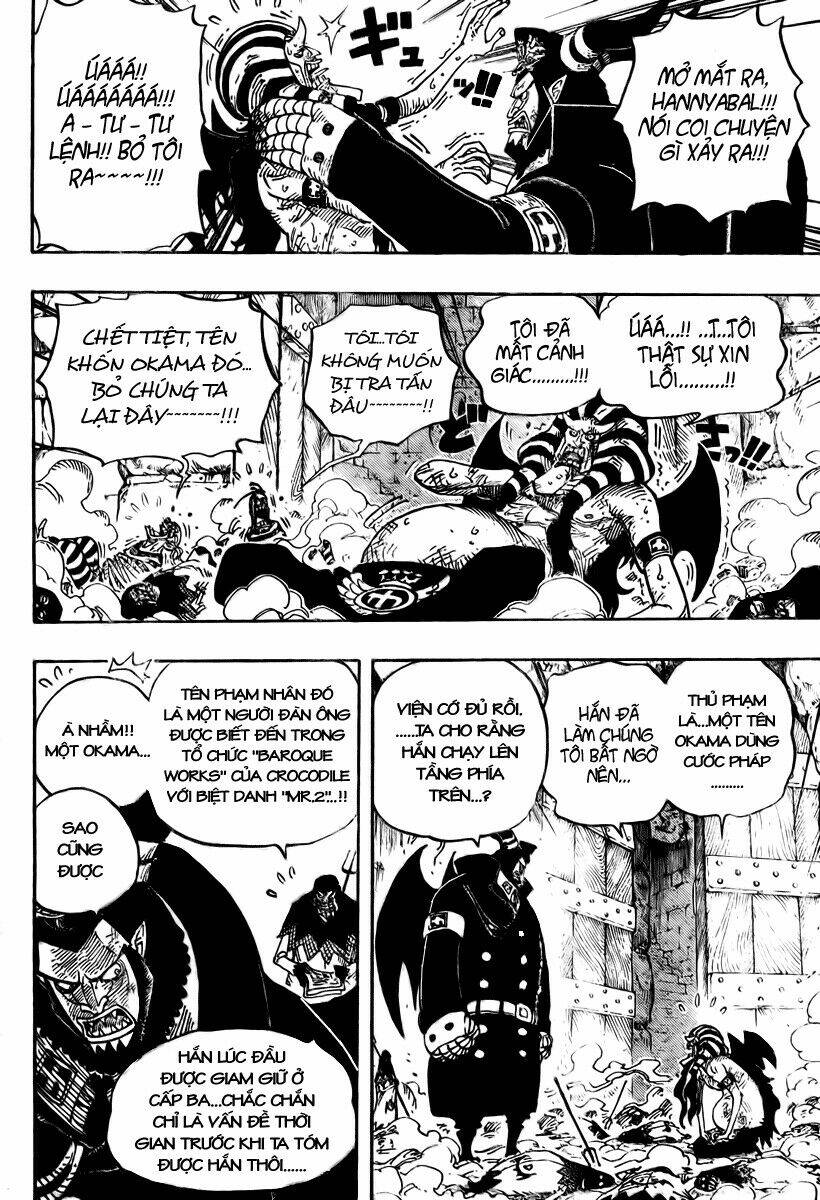 ÚÁÁÁ!!
ÚÁÁÁÁÁÁÁ!!!
A - TƯ - TƯ
LỆNH!! BỎ TÔI
RA~~~~!!!
ギュ
!!
MỞ MẮT RA,
HANNYABAL!!!
NÓI COI CHUYỆN
GÌ XẢY RA!!!
CHẾT TIỆT, TÊN
KHỐN OKAMA ĐÓ...
BỎ CHÚNG TA
LẠI ĐÂY~~~~~~~!!!
TÔI..TÔI
KHÔNG MUỐN
BỊ TRA TẤN
ĐÂU~~~~~~~!!
TÔI ĐÃ
MẤT CẢNH
GIÁC..........!!!
ÚÁÁ...!! ...T...TÔI
THẬT SỰ XIN
LỖI..........!!
どど!!
さっ!!
À NHẦM!!
MỘT OKAMA...
TÊN PHẠM NHÂN ĐÓ
LÀ MỘT NGƯỜI ĐÀN ÔNG
ĐƯỢC BIẾT ĐẾN TRONG
TỔ CHỨC "BAROQUE
WORKS" CỦA CROCODILE
VỚI BIỆT DANH "MR.2"...!!
SAO
CŨNG
ĐƯỢC
HẮN LÚC ĐẦU
ĐƯỢC GIAM GIỮ Ở
CẤP BA...CHẮC CHẮN
CHỈ LÀ VẤN ĐỀ THỜI
GIAN TRƯỚC KHI TA TÓM
ĐƯỢC HẮN THÔI......
VIỆN CỚ ĐỦ RỒI.
......TA CHO RẰNG
HẮN CHẠY LÊN
TẦNG PHÍA
TRÊN...?
HẮN ĐÃ
LÀM CHÚNG
TÔI BẤT NGỜ
NÊN...
THỦ PHẠM
LÀ...MỘT TÊN
OKAMA DÙNG
CƯỚC PHÁP
.........